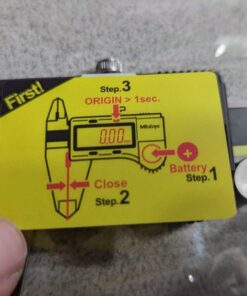 First!
Step.3
ORIGIN > 1sec.
0.00
Mitutoyo
Battery
Step.1
Close
Step.2